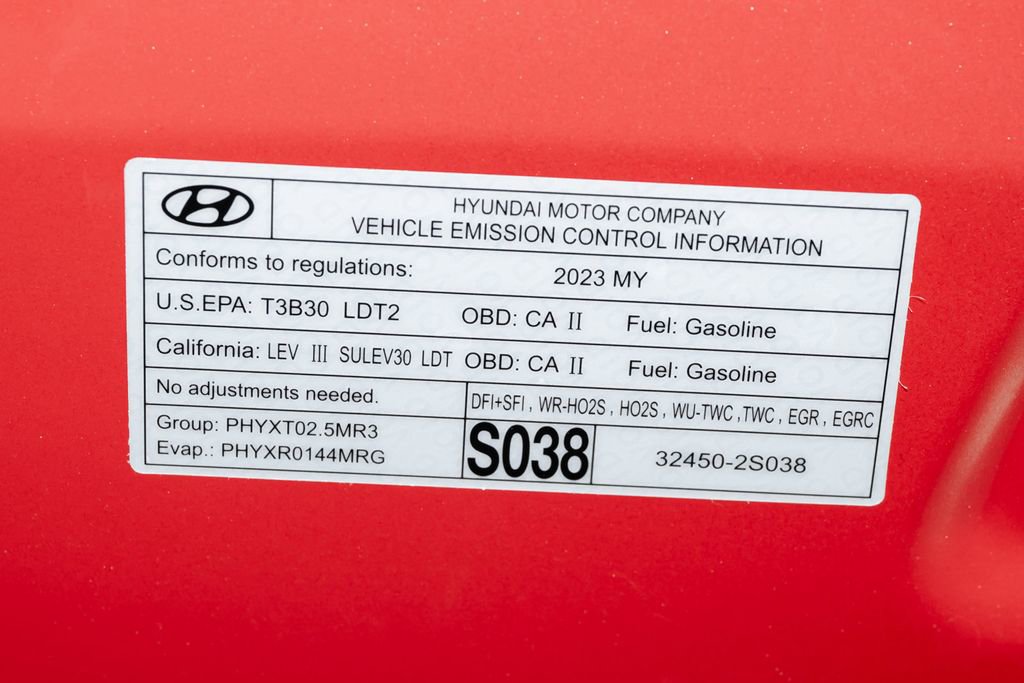 HYUNDAI MOTOR COMPANY
VEHICLE EMISSION CONTROL INFORMATION
Conforms to regulations: 2023 MY
U.S.EPA: T3B30 LDT2 OBD: CA II Fuel: Gasoline
California: LEV III SULEV30 LDT OBD: CA II Fuel: Gasoline
No adjustments needed.
DFI+SFI , WR-HO2S , HO2S , WU-TWC ,TWC , EGR , EGRC
Group: PHYXT02.5MR3
Evap.: PHYXR0144MRG
S038
32450-2S038